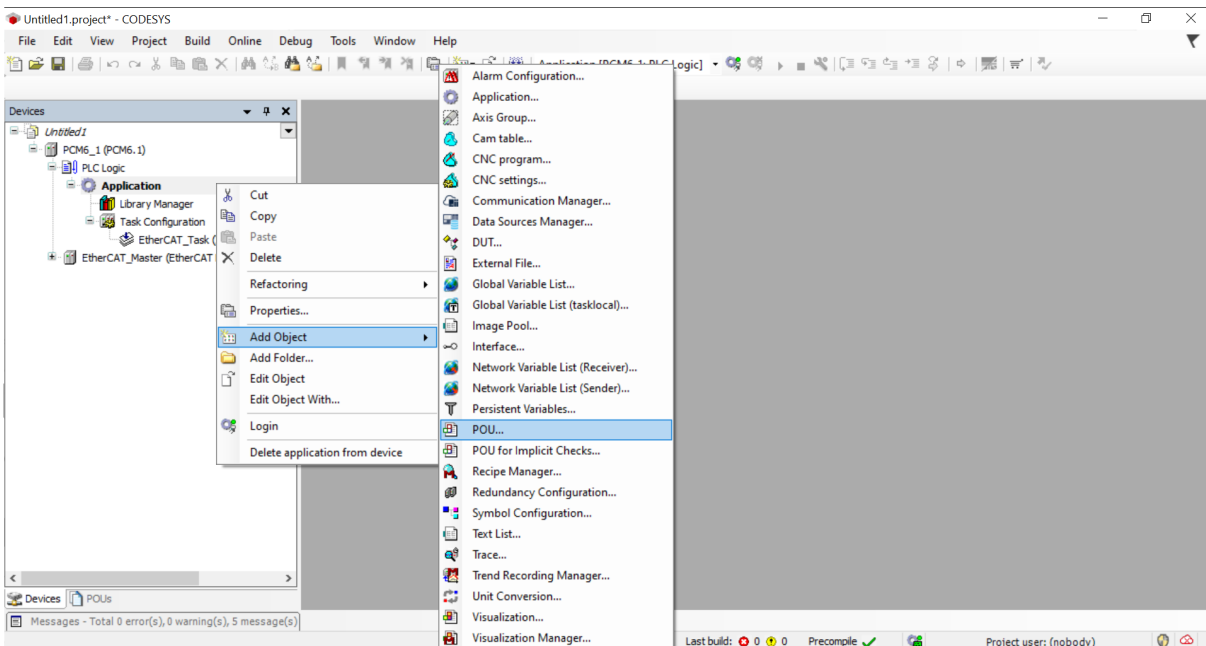 Untitled1.project* - CODESYS
File Edit View Project Build Online Debug Tools Window Help
Application [PCM6_1: PLC Logic]
Devices
Untitled1
PCM6_1 (PCM6.1)
PLC Logic
Application
Library Manager
Task Configuration
EtherCAT_Task (
EtherCAT_Master (EtherCAT
Cut
Copy
Paste
Delete
Refactoring
Properties...
Add Object
Add Folder...
Edit Object
Edit Object With...
Login
Delete application from device
Alarm Configuration...
Application...
Axis Group...
Cam table...
CNC program...
CNC settings...
Communication Manager...
Data Sources Manager...
DUT...
External File...
Global Variable List...
Global Variable List (tasklocal)...
Image Pool...
Interface...
Network Variable List (Receiver)...
Network Variable List (Sender)...
Persistent Variables...
POU...
POU for Implicit Checks...
Recipe Manager...
Redundancy Configuration...
Symbol Configuration...
Text List...
Trace...
Trend Recording Manager...
Unit Conversion...
Visualization...
Visualization Manager...
Devices POUs
Messages - Total 0 error(s), 0 warning(s), 5 message(s)
Last build: 0 0 Precompile Project user: (nobody)